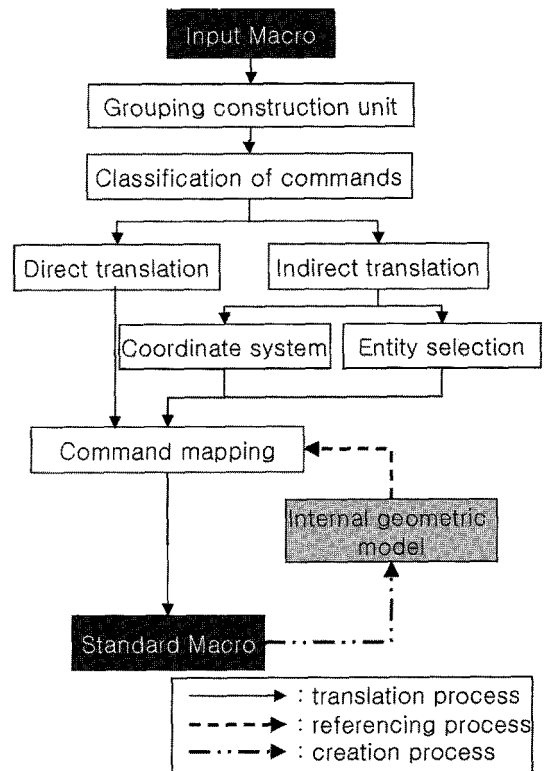 Input Macro
Grouping construction unit
Classification of commands
Direct translation
Indirect translation
Coordinate system
Entity selection
Command mapping
Internal geometric
model
Standard Macro
: translation process
: referencing process
: creation process